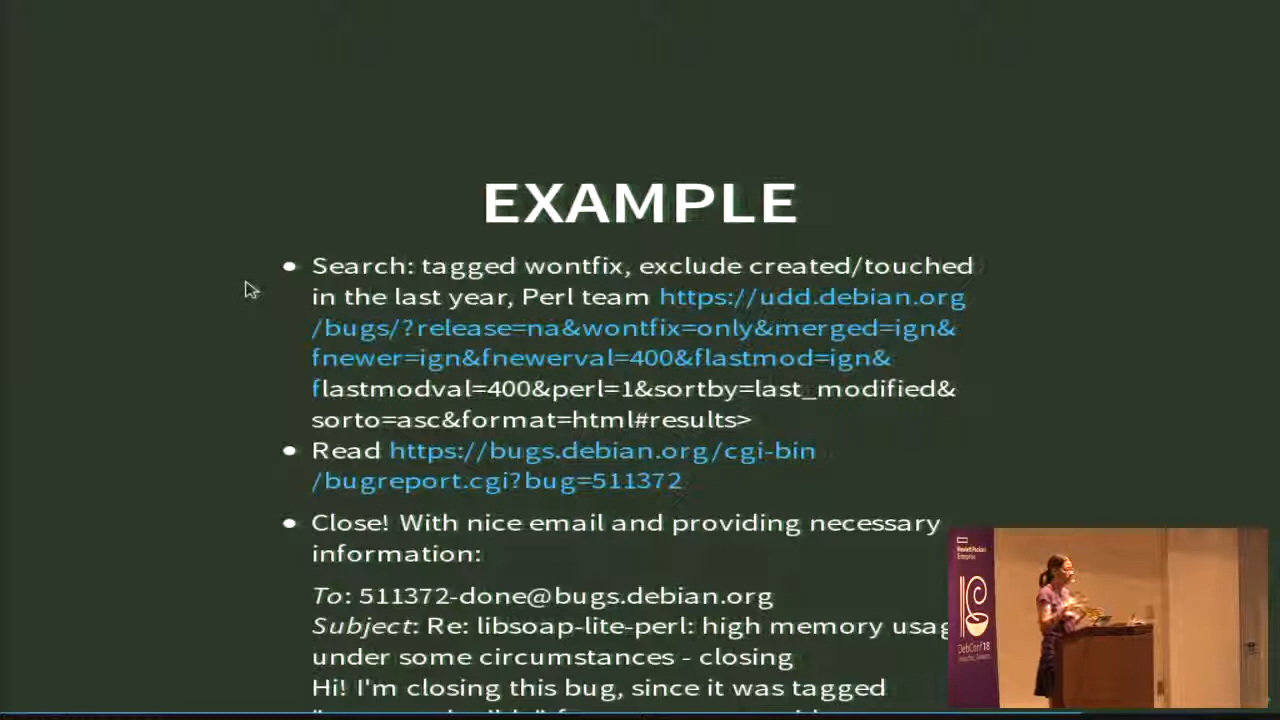 EXAMPLE
• Search: tagged wontfix, exclude created/touched
in the last year, Perl team https://udd.debian.org
/bugs/?release=na&wontfix=only&merged=ign&
fnewer=ign&fnewerval=400&flastmod=ign&
flastmodval=400&perl=1&sortby=last_modified&
sorto=asc&format=html#results>
• Read https://bugs.debian.org/cgi-bin
/bugreport.cgi?bug=511372
• Close! With nice email and providing necessary
information:
To: 511372-done@bugs.debian.org
Subject: Re: libsoap-lite-perl: high memory usag
under some circumstances - closing
Hi! I'm closing this bug, since it was tagged
Hewlett Packard
Enterprise
DebConf18